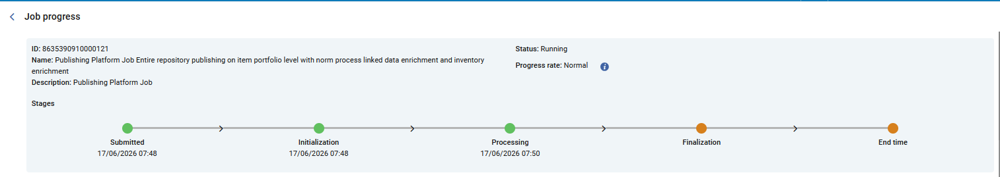 Job progress
ID: 8635390910000121
Name: Publishing Platform Job Entire repository publishing on item portfolio level with norm process linked data enrichment and inventory
enrichment
Description: Publishing Platform Job
Status: Running
Progress rate: Normal
Stages
Submitted
17/06/2026 07:48
Initialization
17/06/2026 07:48
Processing
17/06/2026 07:50
Finalization
End time